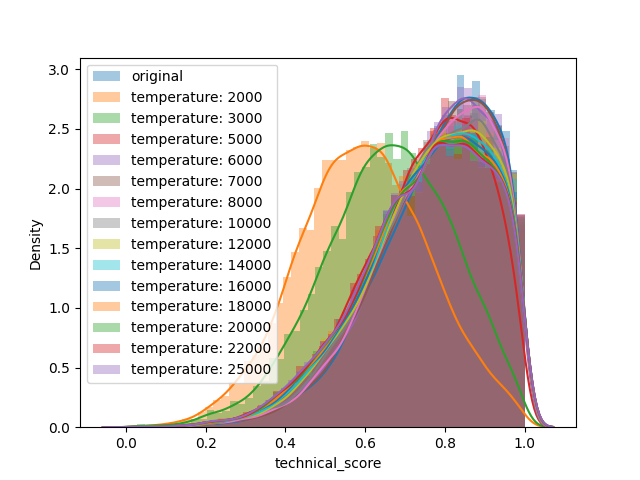 3.0
2.5
2.0
1.5
1.0
0.5
0.0
Density
original
temperature: 2000
temperature: 3000
temperature: 5000
temperature: 6000
temperature: 7000
temperature: 8000
temperature: 10000
temperature: 12000
temperature: 14000
temperature: 16000
temperature: 18000
temperature: 20000
temperature: 22000
temperature: 25000
0.0 0.2 0.4 0.6 0.8 1.0
technical_score